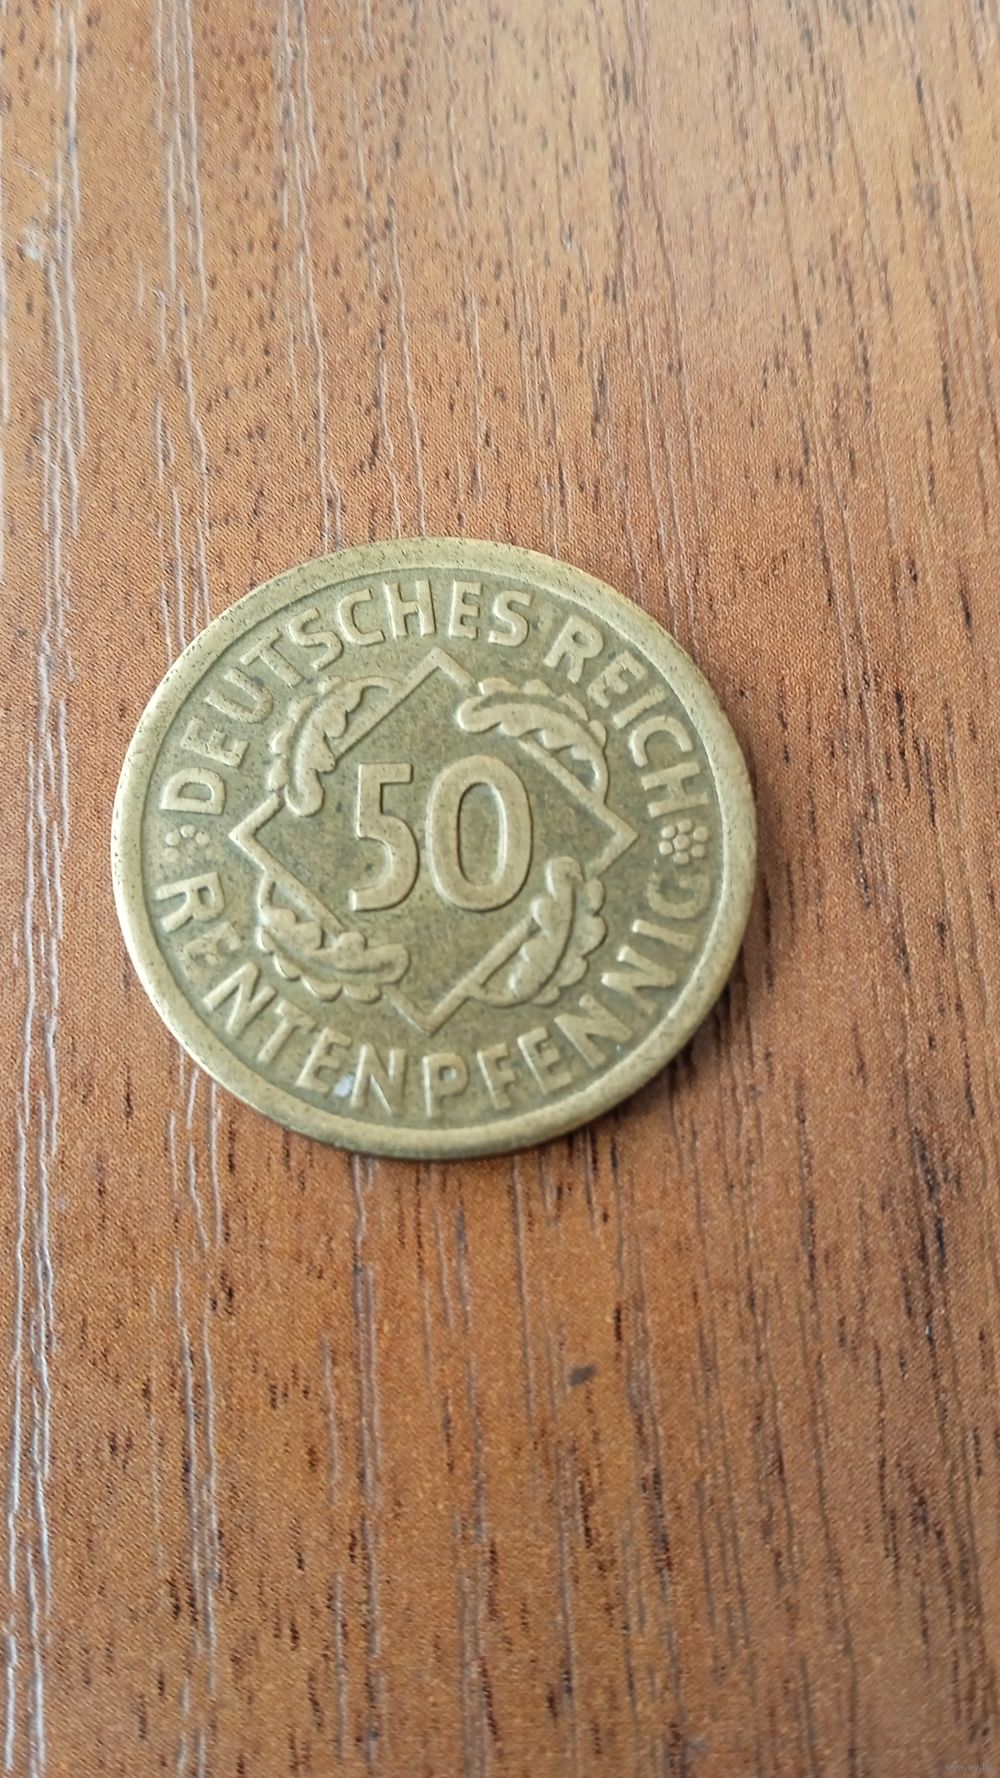 DEUTSCHES REICH
50
RENTENPFENNIG